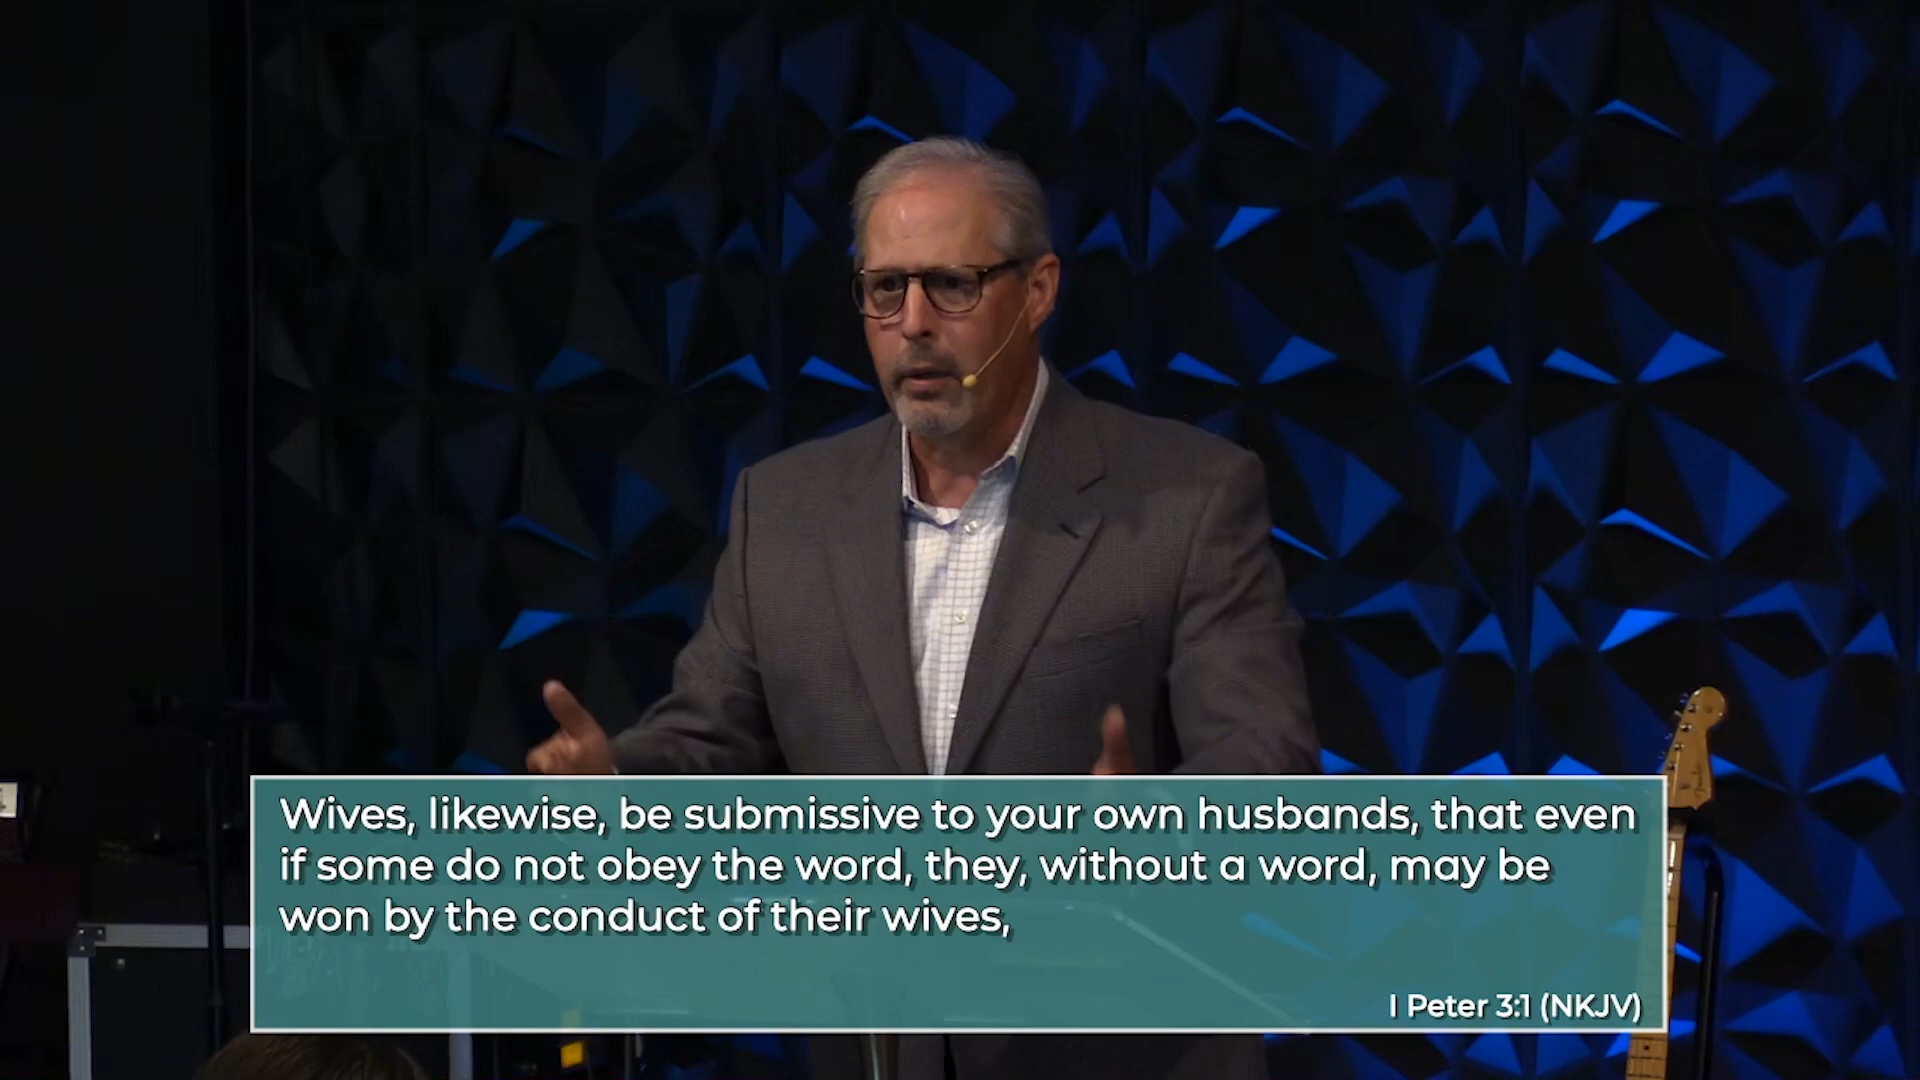 Wives, likewise, be submissive to your own husbands, that even
if some do not obey the word, they, without a word, may be
won by the conduct of their wives,
I Peter 3:1 (NKJV)